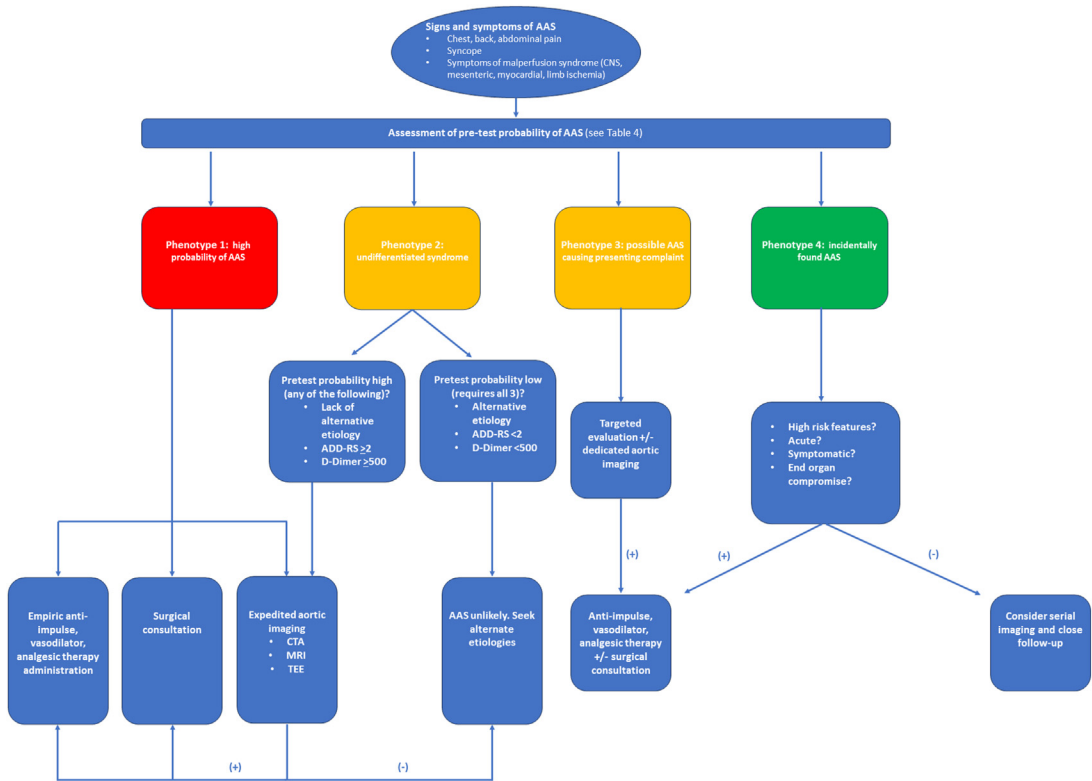 Signs and symptoms of AAS
• Chest, back, abdominal pain
• Syncope
• Symptoms of malperfusion syndrome (CNS,
mesenteric, myocardial, limb ischemia)
Assessment of pre-test probability of AAS (see Table 4)
Phenotype 1: high
probability of AAS
Phenotype 2:
undifferentiated syndrome
Phenotype 3: possible AAS
causing presenting complaint
Phenotype 4: incidentally
found AAS
Pretest probability high
(any of the following)?
• Lack of
alternative
etiology
• ADD-RS ≥2
• D-Dimer ≥500
Pretest probability low
(requires all 3)?
• Alternative
etiology
• ADD-RS <2
• D-Dimer <500
Targeted
evaluation +/-
dedicated aortic
imaging
• High risk features?
• Acute?
• Symptomatic?
• End organ
compromise?
(+)
(+)
(-)
Empiric anti-
impulse,
vasodilator,
analgesic therapy
administration
Surgical
consultation
Expedited aortic
imaging
• CTA
• MRI
• TEE
AAS unlikely. Seek
alternate
etiologies
Anti-impulse,
vasodilator,
analgesic therapy
+/- surgical
consultation
Consider serial
imaging and close
follow-up
(+)
(-)